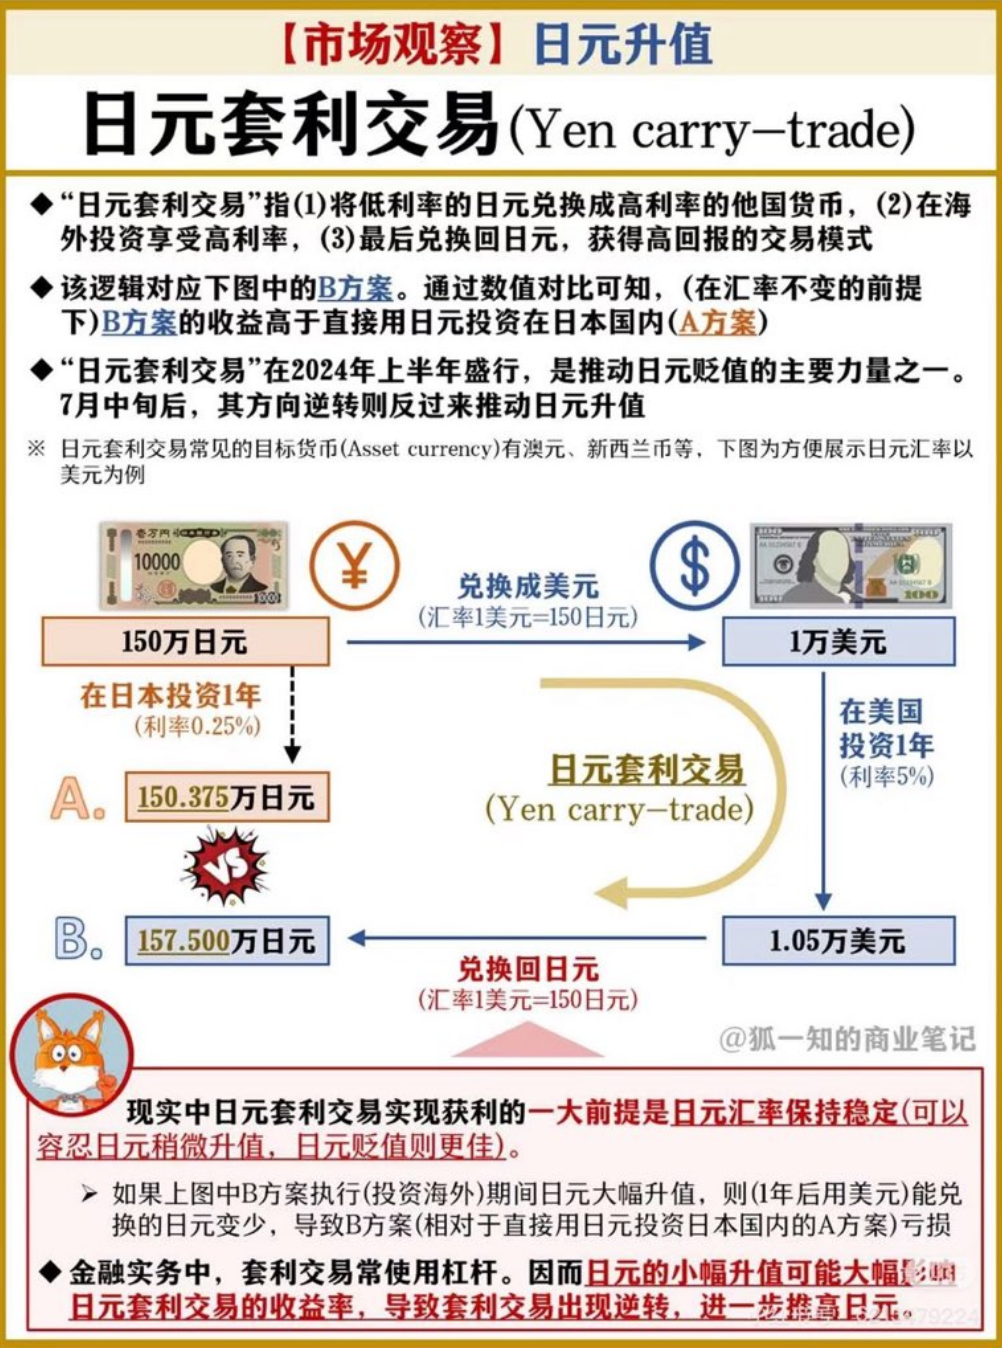 【市场观察】日元升值
日元套利交易(Yen carry–trade)
◆ “日元套利交易”指(1)将低利率的日元兑换成高利率的他国货币，(2)在海
外投资享受高利率，(3)最后兑换回日元，获得高回报的交易模式
◆ 该逻辑对应下图中的B方案。通过数值对比可知，(在汇率不变的前提
下)B方案的收益高于直接用日元投资在日本国内(A方案)
◆ “日元套利交易”在2024年上半年盛行，是推动日元贬值的主要力量之一。
7月中旬后，其方向逆转则反过来推动日元升值
※ 日元套利交易常见的目标货币(Asset currency)有澳元、新西兰币等，下图为方便展示日元汇率以
美元为例
壹万円
10000
¥
兑换成美元
(汇率1美元=150日元)
$
100
150万日元
1万美元
在日本投资1年
(利率0.25%)
在美国
投资1年
(利率5%)
日元套利交易
(Yen carry–trade)
A.
150.375万日元
VS
B.
157.500万日元
1.05万美元
兑换回日元
(汇率1美元=150日元)
@狐一知的商业笔记
现实中日元套利交易实现获利的一大前提是日元汇率保持稳定(可以
容忍日元稍微升值，日元贬值则更佳)。
➢ 如果上图中B方案执行(投资海外)期间日元大幅升值，则(1年后用美元)能兑
换的日元变少，导致B方案(相对于直接用日元投资日本国内的A方案)亏损
◆ 金融实务中，套利交易常使用杠杆。因而日元的小幅升值可能大幅影响
日元套利交易的收益率，导致套利交易出现逆转，进一步推高日元